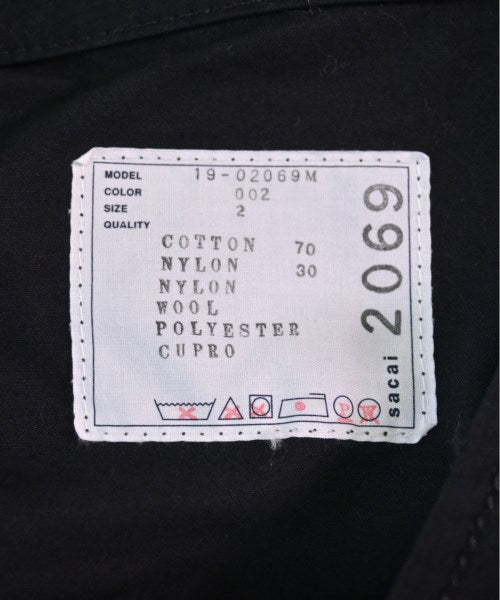 MODEL 19-02069M
COLOR 002
SIZE 2
QUALITY
COTTON 70
NYLON 30
NYLON
WOOL
POLYESTER
CUPRO
P W
sacai 2069